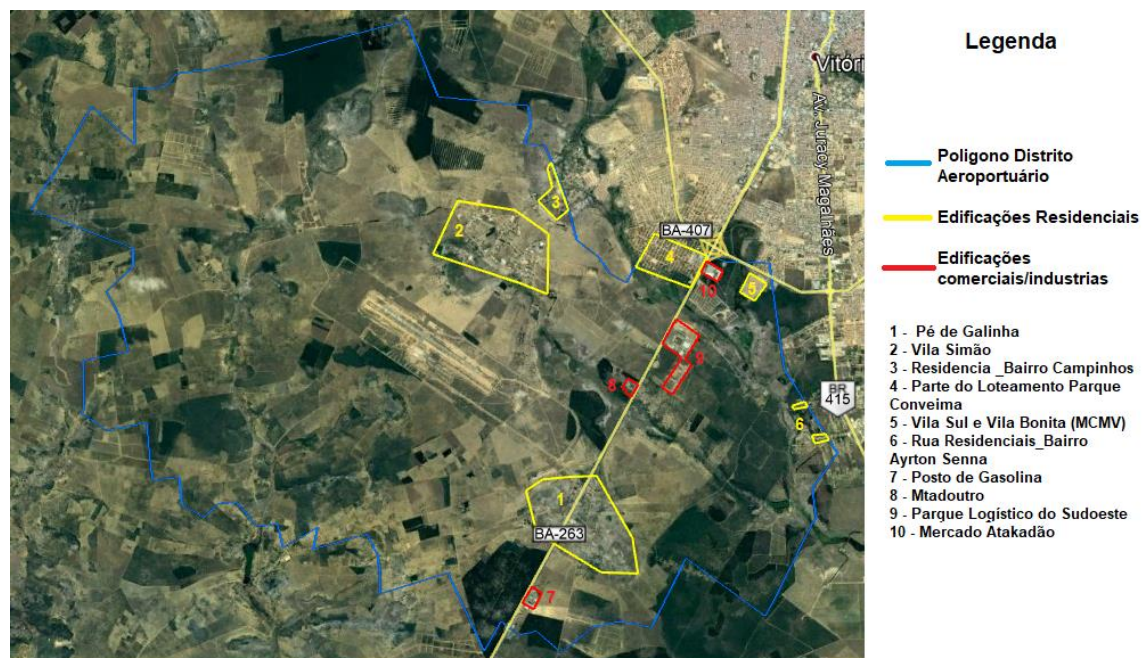 Vitóri
Av. Juracy Magalhães
3
2
BA-407
4
10
5
9
8
BR
415
6
1
BA-263
7
Legenda
Poligono Distrito
Aeroportuário
Edificações Residenciais
Edificações
comerciais/industrias
1 - Pé de Galinha
2 - Vila Simão
3 - Residencia _Bairro Campinhos
4 - Parte do Loteamento Parque
Conveima
5 - Vila Sul e Vila Bonita (MCMV)
6 - Rua Residenciais_Bairro
Ayrton Senna
7 - Posto de Gasolina
8 - Mtadoutro
9 - Parque Logístico do Sudoeste
10 - Mercado Atakadão